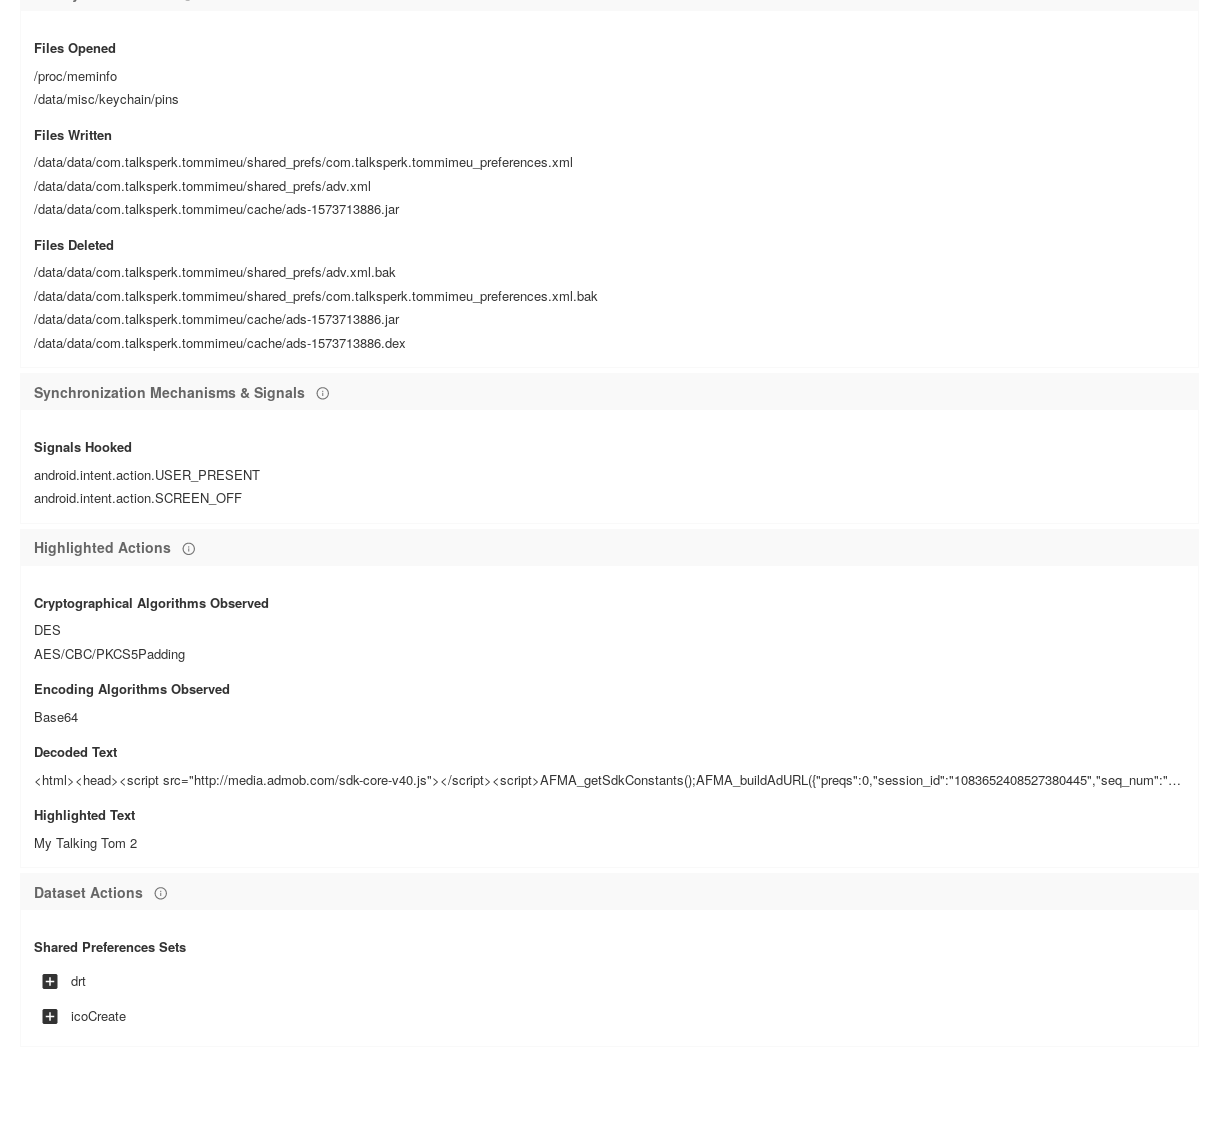 Files Opened
/proc/meminfo
/data/misc/keychain/pins
Files Written
/data/data/com.talksperk.tommimeu/shared_prefs/com.talksperk.tommimeu_preferences.xml
/data/data/com.talksperk.tommimeu/shared_prefs/adv.xml
/data/data/com.talksperk.tommimeu/cache/ads-1573713886.jar
Files Deleted
/data/data/com.talksperk.tommimeu/shared_prefs/adv.xml.bak
/data/data/com.talksperk.tommimeu/shared_prefs/com.talksperk.tommimeu_preferences.xml.bak
/data/data/com.talksperk.tommimeu/cache/ads-1573713886.jar
/data/data/com.talksperk.tommimeu/cache/ads-1573713886.dex
Synchronization Mechanisms & Signals
Signals Hooked
android.intent.action.USER_PRESENT
android.intent.action.SCREEN_OFF
Highlighted Actions
Cryptographical Algorithms Observed
DES
AES/CBC/PKCS5Padding
Encoding Algorithms Observed
Base64
Decoded Text
<html><head><script src="http://media.admob.com/sdk-core-v40.js"></script><script>AFMA_getSdkConstants();AFMA_buildAdURL({"preqs":0,"session_id":"1083652408527380445","seq_num":"…
Highlighted Text
My Talking Tom 2
Dataset Actions
Shared Preferences Sets
drt
icoCreate